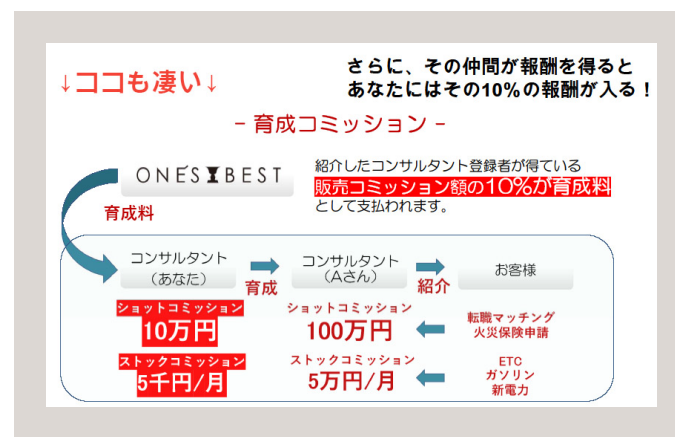 ↓ココも凄い↓
さらに、その仲間が報酬を得ると
あなたにはその10%の報酬が入る！
– 育成コミッション –
ONE'S BEST
紹介したコンサルタント登録者が得ている
販売コミッション額の10%が育成料
として支払われます。
育成料
コンサルタント
（あなた）
育成
コンサルタント
（Aさん）
紹介
お客様
ショットコミッション
10万円
ショットコミッション
100万円
転職マッチング
火災保険申請
ストックコミッション
5千円/月
ストックコミッション
5万円/月
ETC
ガソリン
新電力